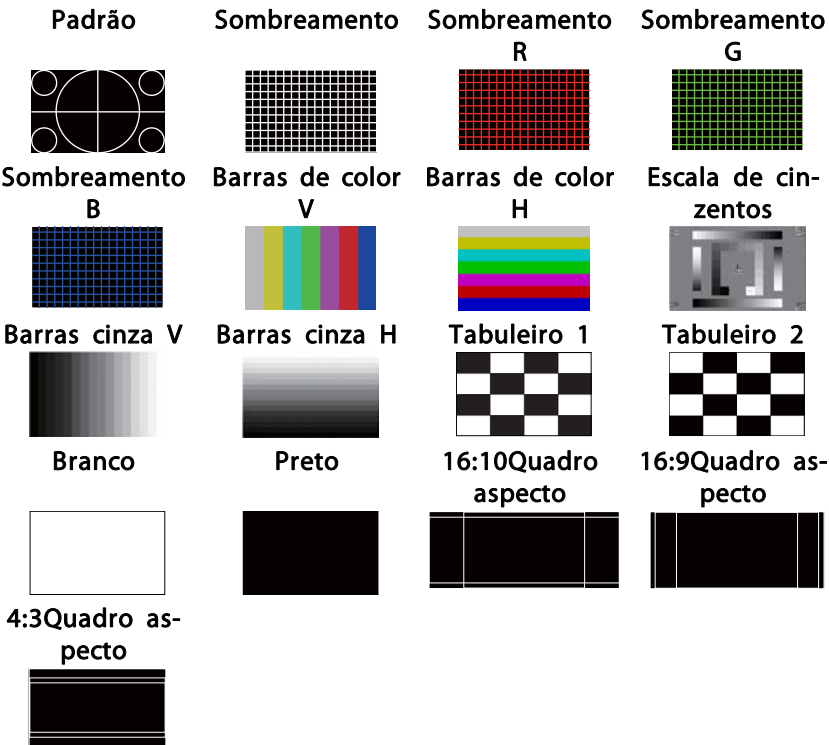 Padrão
Sombreamento
Sombreamento
R
Sombreamento
G
Sombreamento
B
Barras de color
V
Barras de color
H
Escala de cin-
zentos
Barras cinza V
Barras cinza H
Tabuleiro 1
Tabuleiro 2
Branco
Preto
16:10Quadro
aspecto
16:9Quadro as-
pecto
4:3Quadro as-
pecto